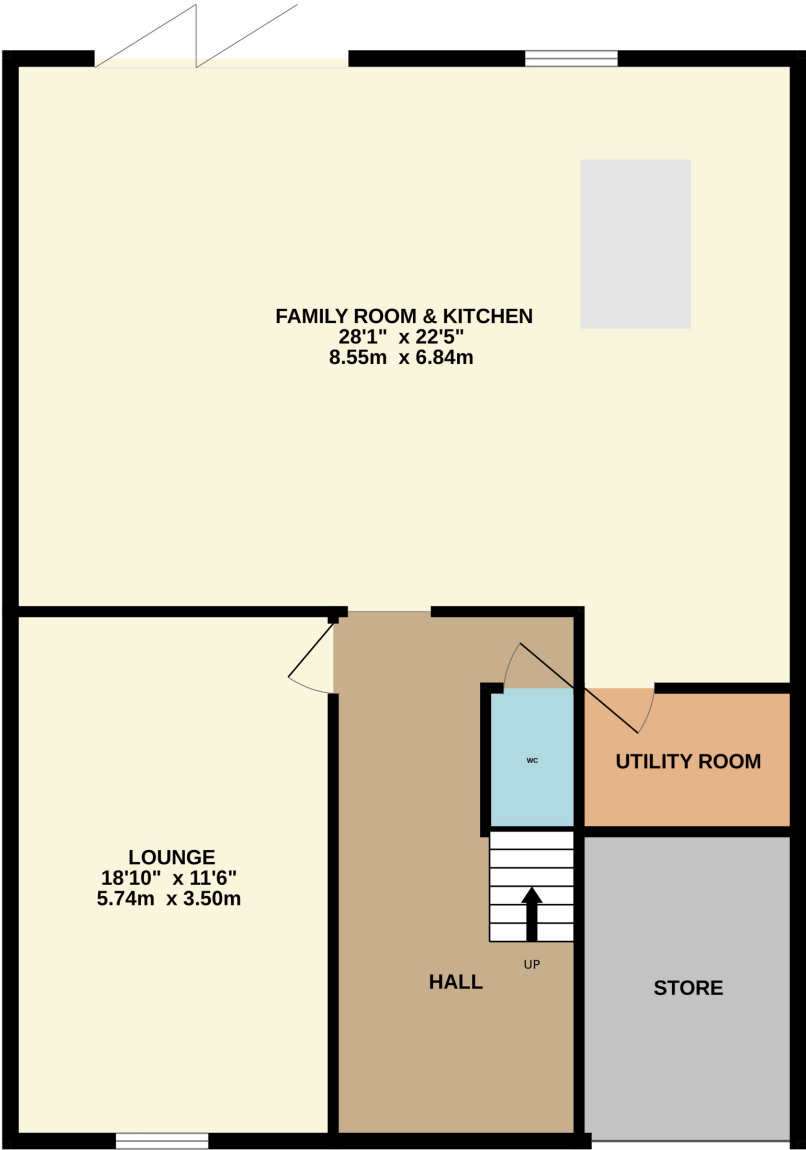 FAMILY ROOM & KITCHEN
28'1" x 22'5"
8.55m x 6.84m
WC
UTILITY ROOM
LOUNGE
18'10" x 11'6"
5.74m x 3.50m
UP
HALL
STORE